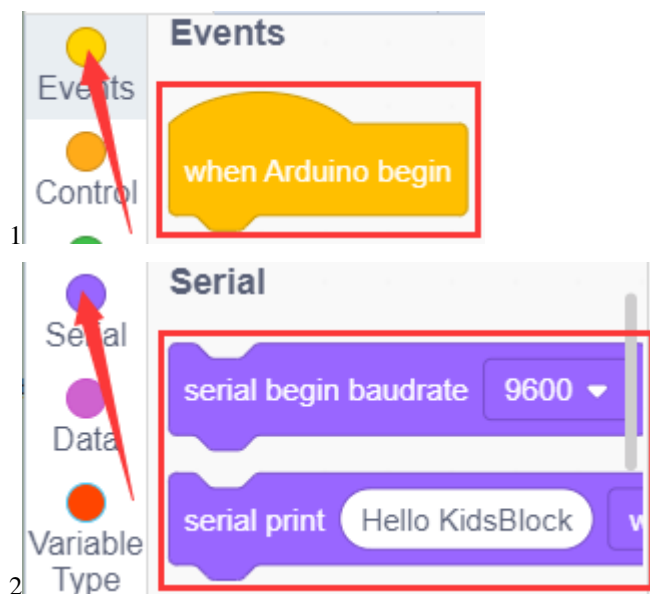 Events
Events
when Arduino begin
Control
1
Serial
Serial
serial begin baudrate 9600
Data
serial print Hello KidsBlock w
Variable
Type
2